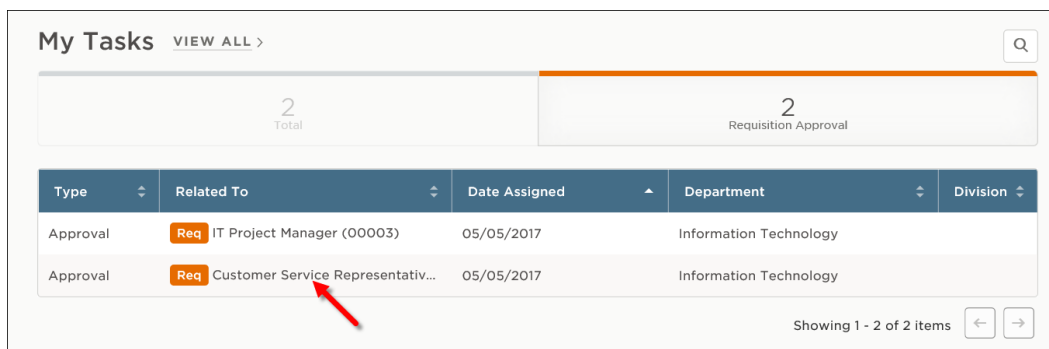 My Tasks VIEW ALL >
2
Total
2
Requisition Approval
Type Related To Date Assigned Department Division
Approval Req IT Project Manager (00003) 05/05/2017 Information Technology
Approval Req Customer Service Representativ... 05/05/2017 Information Technology
Showing 1 - 2 of 2 items ← →